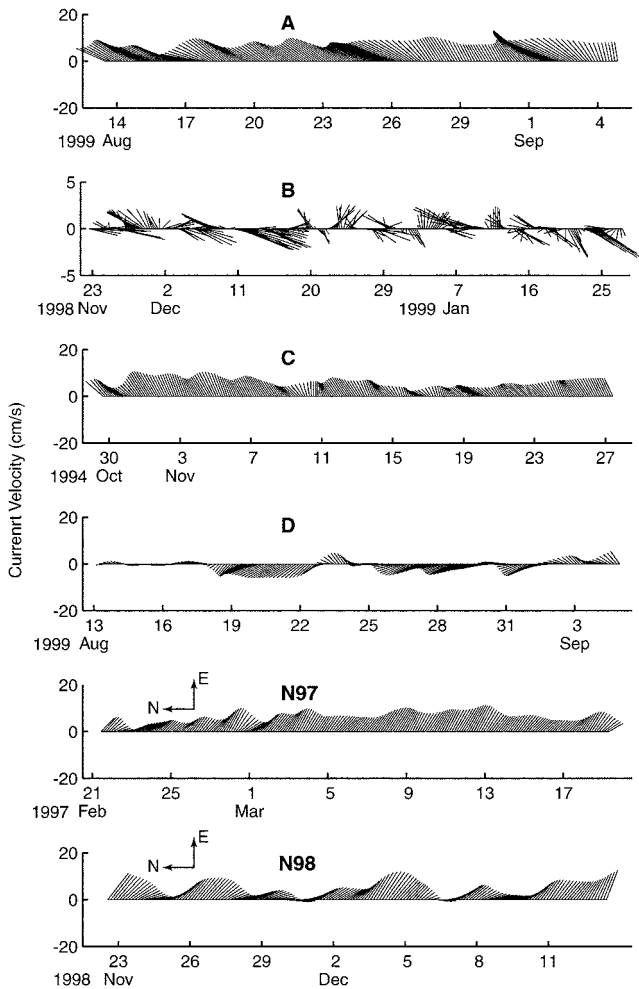 Currenrt Velocity (cm/s)
20
A
0
-20
14 17 20 23 26 29 1 4
1999 Aug Sep
5
B
0
-5
23 2 11 20 29 7 16 25
1998 Nov Dec 1999 Jan
20
C
0
-20
30 3 7 11 15 19 23 27
1994 Oct Nov
20
D
0
-20
13 16 19 22 25 28 31 3
1999 Aug Sep
20
E
N
N97
0
-20
21 25 1 5 9 13 17
1997 Feb Mar
20
E
N
N98
0
-20
23 26 29 2 5 8 11
1998 Nov Dec